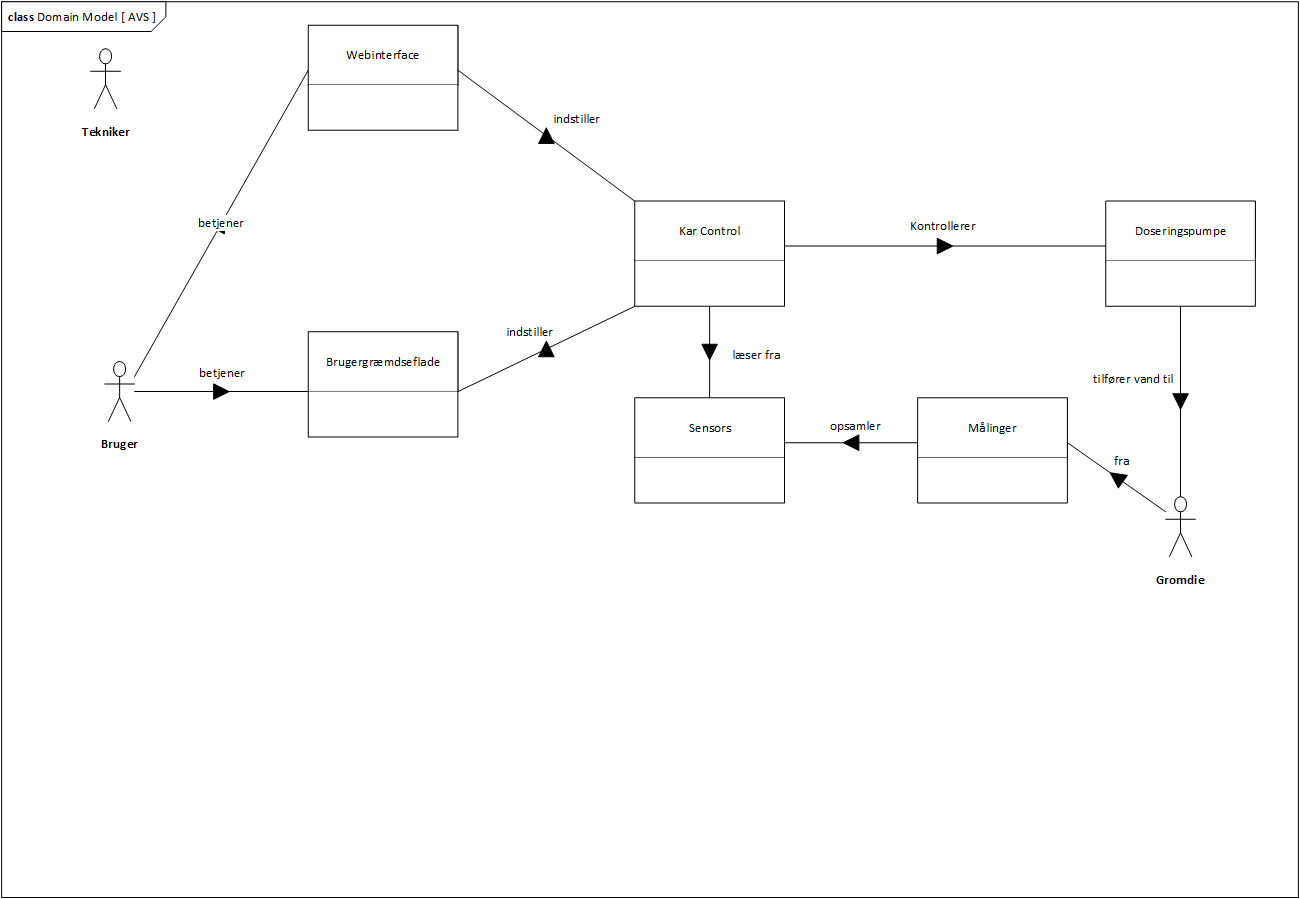 class Domain Model [ AVS ]
Webinterface
Tekniker
indstiller
betjener
Kar Control
Kontrollerer
Doseringspumpe
indstiller
Brugergræmdseflade
læser fra
betjener
tilfører vand til
Bruger
Sensors
opsamler
Målinger
fra
Gromdie